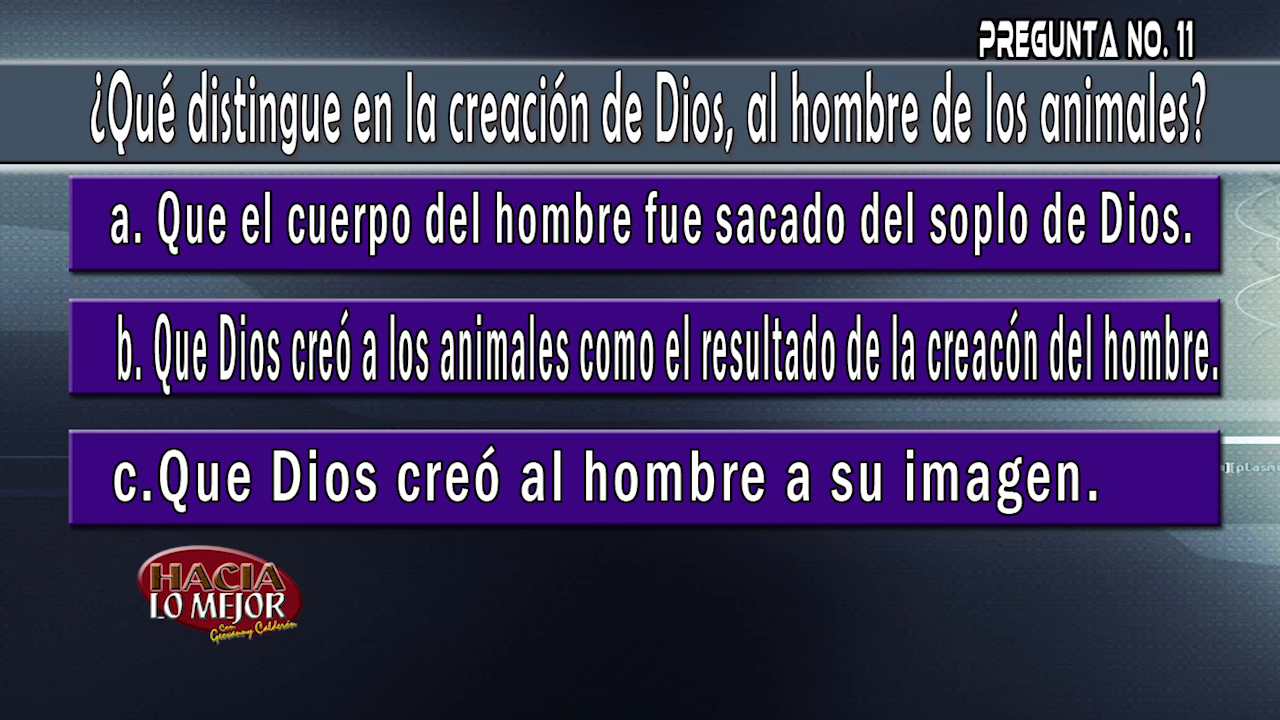 PREGUNTA NO. 11
¿Qué distingue en la creación de Dios, al hombre de los animales?
a. Que el cuerpo del hombre fue sacado del soplo de Dios.
b. Que Dios creó a los animales como el resultado de la creacón del hombre.
c.Que Dios creó al hombre a su imagen.
HACIA
LO MEJOR
Con
Geovanny Calderón